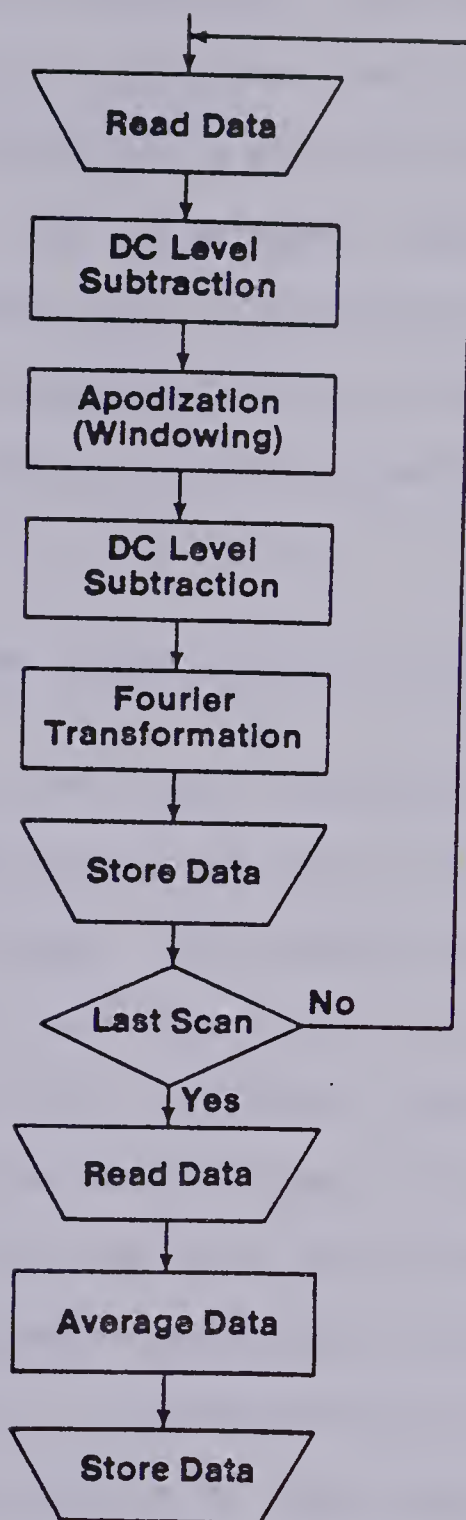 Read Data
DC Level
Subtraction
Apodization
(Windowing)
DC Level
Subtraction
Fourier
Transformation
Store Data
Last Scan
No
Yes
Read Data
Average Data
Store Data